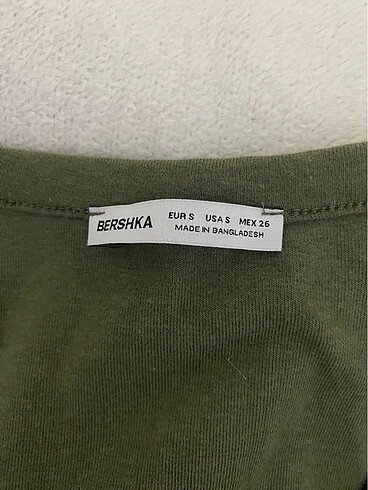 BERSHKA
EUR S USA S MEX 26
MADE IN BANGLADESH